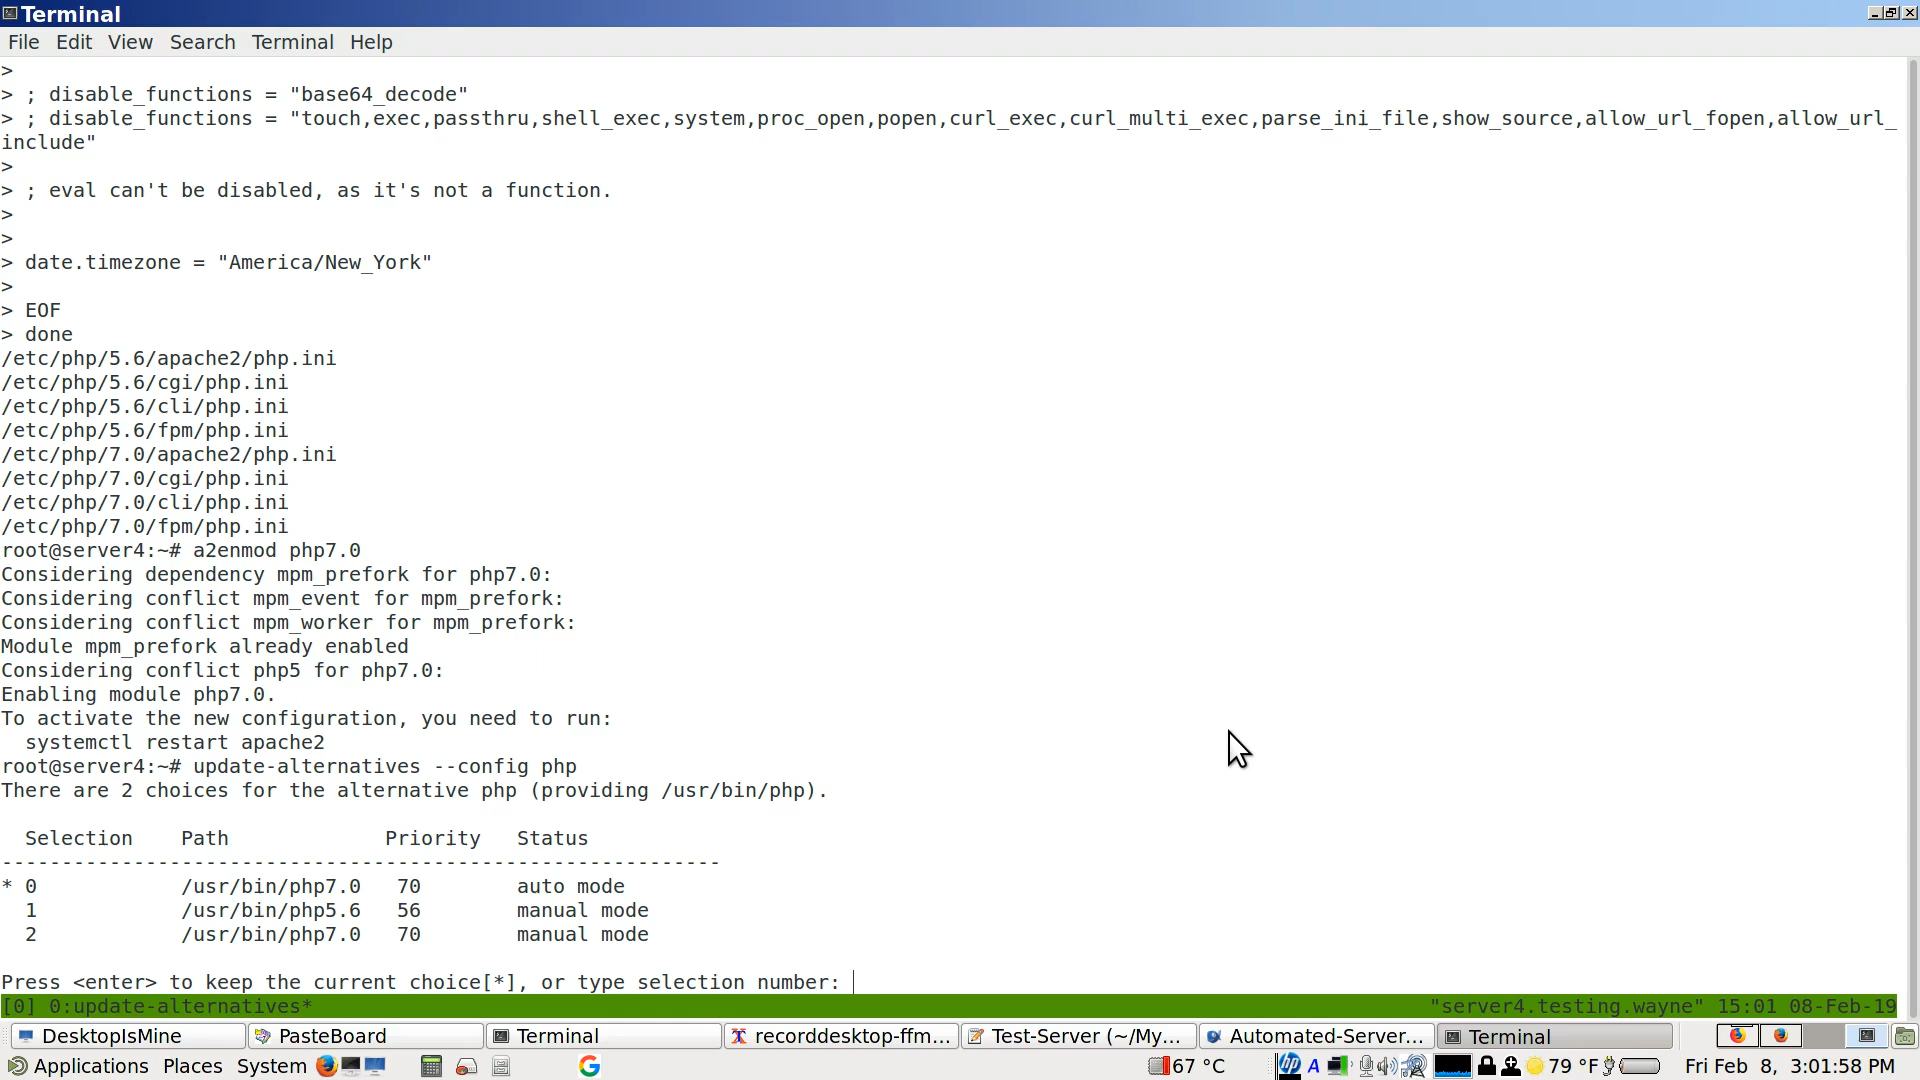 Terminal
File Edit View Search Terminal Help
>
> ; disable_functions = "base64_decode"
> ; disable_functions = "touch,exec,passthru,shell_exec,system,proc_open,popen,curl_exec,curl_multi_exec,parse_ini_file,show_source,allow_url_fopen,allow_url_
include"
>
> ; eval can't be disabled, as it's not a function.
>
>
> date.timezone = "America/New_York"
>
> EOF
> done
/etc/php/5.6/apache2/php.ini
/etc/php/5.6/cgi/php.ini
/etc/php/5.6/cli/php.ini
/etc/php/5.6/fpm/php.ini
/etc/php/7.0/apache2/php.ini
/etc/php/7.0/cgi/php.ini
/etc/php/7.0/cli/php.ini
/etc/php/7.0/fpm/php.ini
root@server4:~# a2enmod php7.0
Considering dependency mpm_prefork for php7.0:
Considering conflict mpm_event for mpm_prefork:
Considering conflict mpm_worker for mpm_prefork:
Module mpm_prefork already enabled
Considering conflict php5 for php7.0:
Enabling module php7.0.
To activate the new configuration, you need to run:
  systemctl restart apache2
root@server4:~# update-alternatives --config php
There are 2 choices for the alternative php (providing /usr/bin/php).
  Selection    Path             Priority   Status
------------------------------------------------------------
* 0            /usr/bin/php7.0   70        auto mode
  1            /usr/bin/php5.6   56        manual mode
  2            /usr/bin/php7.0   70        manual mode
Press <enter> to keep the current choice[*], or type selection number:
[0] 0:update-alternatives* "server4.testing.wayne" 15:01 08-Feb-19
DesktopIsMine PasteBoard Terminal recorddesktop-ffm... Test-Server (~/My... Automated-Server... Terminal
Applications Places System G 67 °C hp A 79 °F Fri Feb 8, 3:01:58 PM